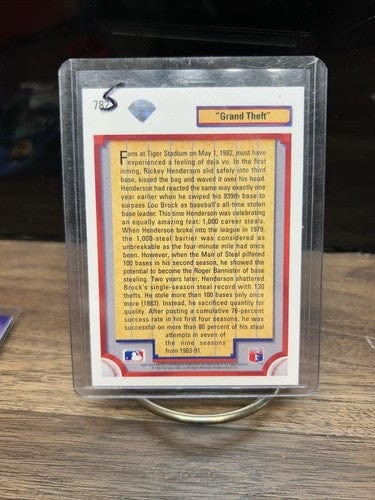 782
5
"Grand Theft"
Fans at Tiger Stadium on May 1, 1992, must have
experienced a feeling of deja vu. In the first
inning, Rickey Henderson slid safely into third
base, kissed the bag and waved it over his head.
Henderson had reached the same way exactly one
year earlier when he swiped his 939th base
to surpass Lou Brock as baseball's all-time stolen
base leader. This time Henderson was celebrating
an equally amazing feat: 1,000 career steals.
When Henderson broke into the league in 1979,
the 1,000-steal barrier was considered as
unbreakable as the four-minute mile had once
been. However, when the Man of Steal pilfered
100 bases in his second season, he showed the
potential to become the Roger Bannister of base
stealing. Two years later, Henderson shattered
Brock's single-season steal record with 130
thefts. He stole more than 100 bases only once
more (1983). Instead, he sacrificed quantity for
quality. After posting a cumulative 76-percent
success rate in his first four seasons, he was
successful on more than 80 percent of his steal
attempts in seven of
the nine seasons
from 1983-91.